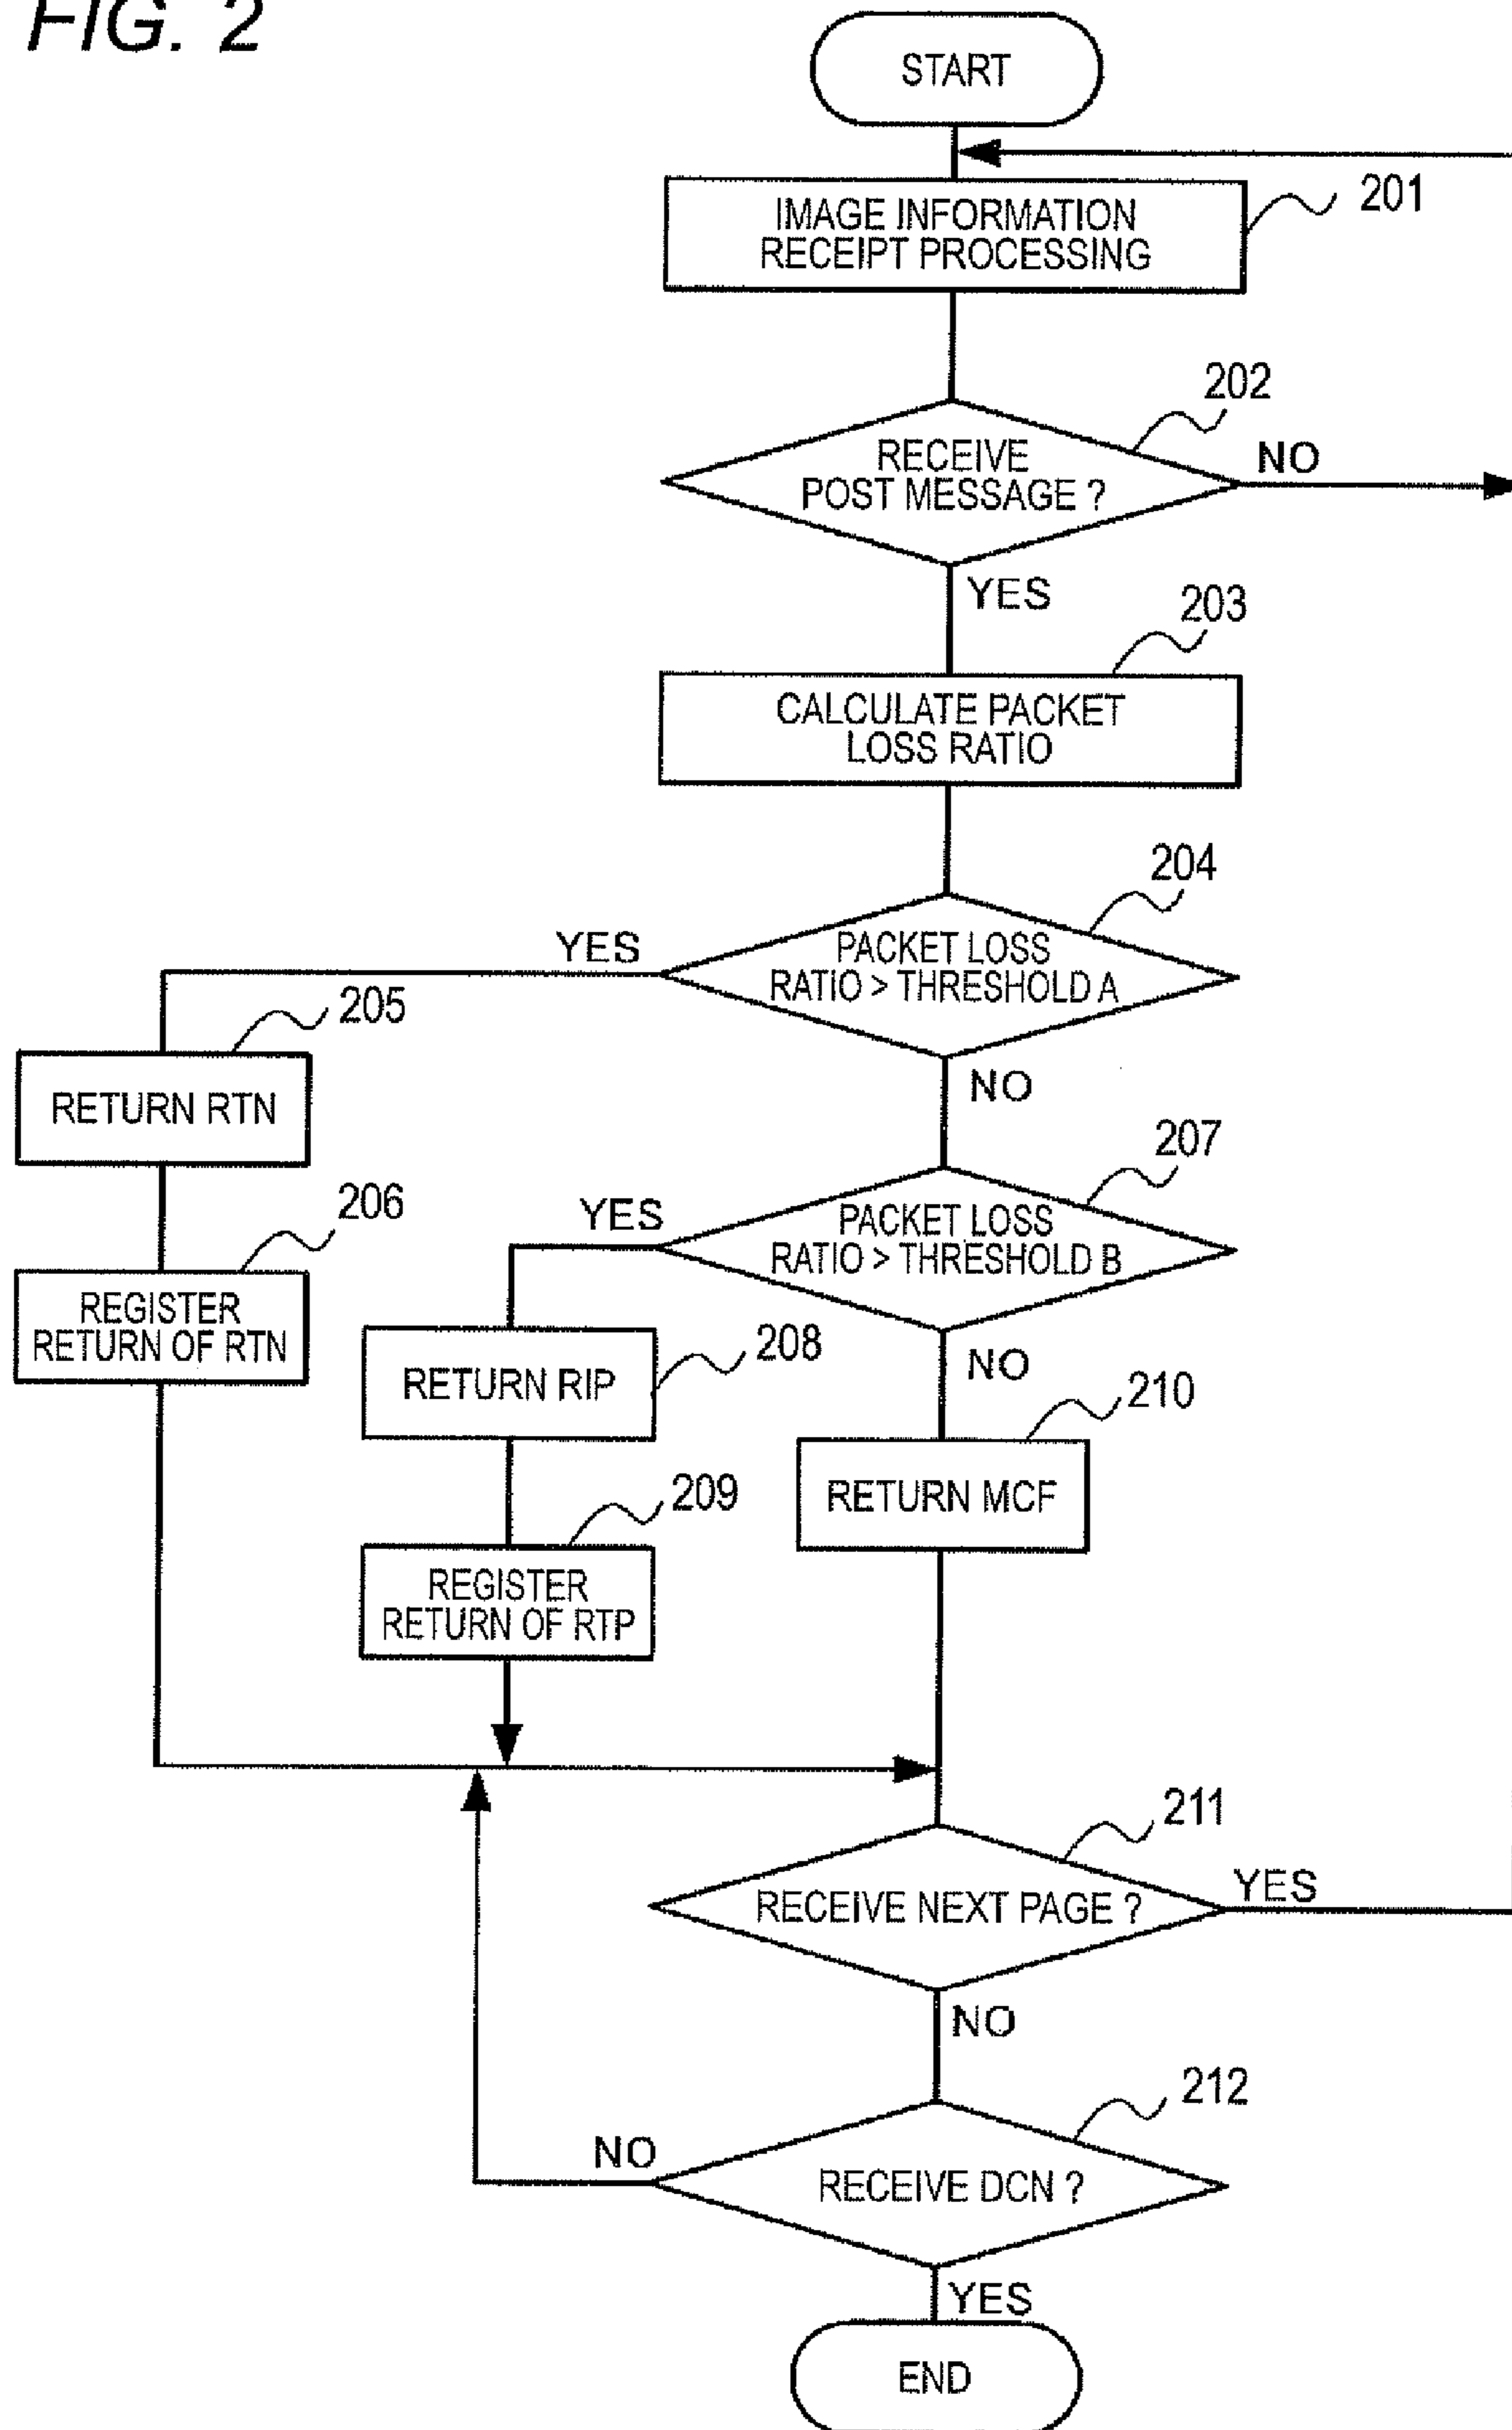 FIG. 2
START
IMAGE INFORMATION
RECEIPT PROCESSING
201
RECEIVE
POST MESSAGE ?
202
NO
YES
CALCULATE PACKET
LOSS RATIO
203
PACKET LOSS
RATIO > THRESHOLD A
204
YES
NO
RETURN RTN
205
REGISTER
RETURN OF RTN
206
PACKET LOSS
RATIO > THRESHOLD B
207
YES
NO
RETURN RIP
208
REGISTER
RETURN OF RTP
209
RETURN MCF
210
RECEIVE NEXT PAGE ?
211
YES
NO
RECEIVE DCN ?
212
NO
YES
END